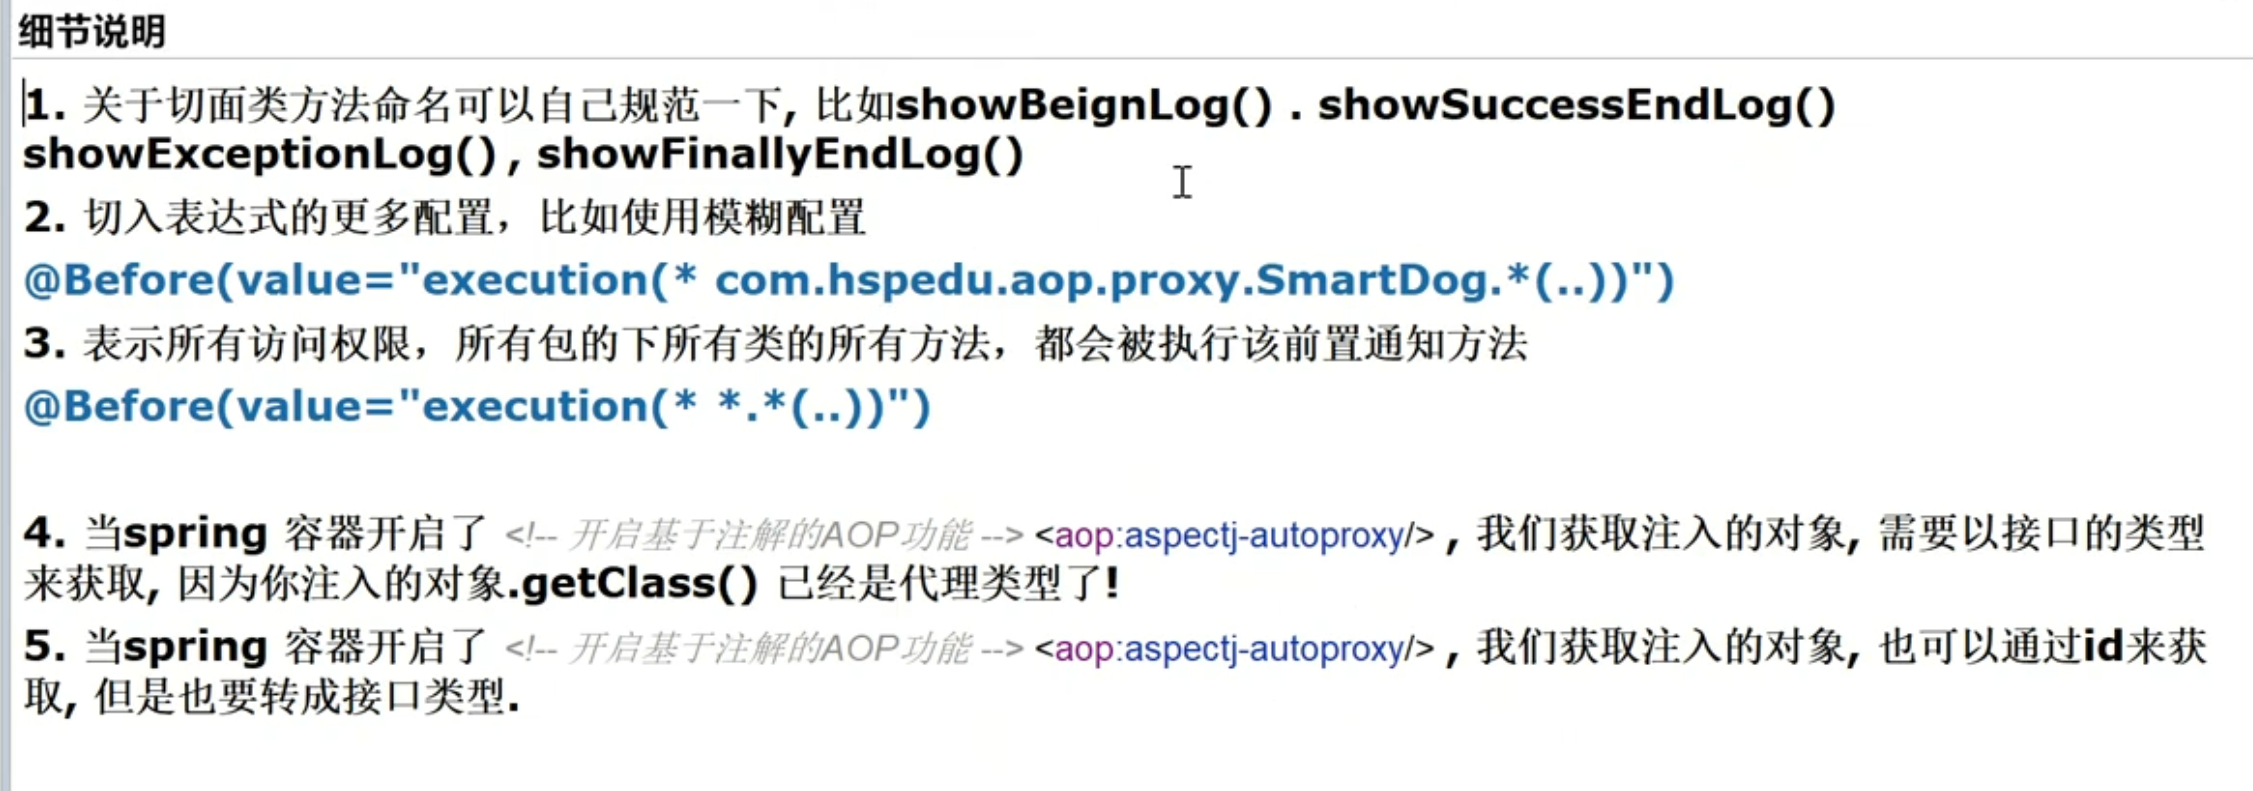 细节说明
1. 关于切面类方法命名可以自己规范一下, 比如showBeignLog() . showSuccessEndLog()
showExceptionLog() , showFinallyEndLog()
2. 切入表达式的更多配置，比如使用模糊配置
@Before(value="execution(* com.hspedu.aop.proxy.SmartDog.*(..))")
3. 表示所有访问权限，所有包的下所有类的所有方法，都会被执行该前置通知方法
@Before(value="execution(* *.*(..))")
4. 当spring 容器开启了 <!-- 开启基于注解的AOP功能 --> <aop:aspectj-autoproxy/> , 我们获取注入的对象, 需要以接口的类型
来获取, 因为你注入的对象.getClass() 已经是代理类型了!
5. 当spring 容器开启了 <!-- 开启基于注解的AOP功能 --> <aop:aspectj-autoproxy/> , 我们获取注入的对象, 也可以通过id来获
取, 但是也要转成接口类型.